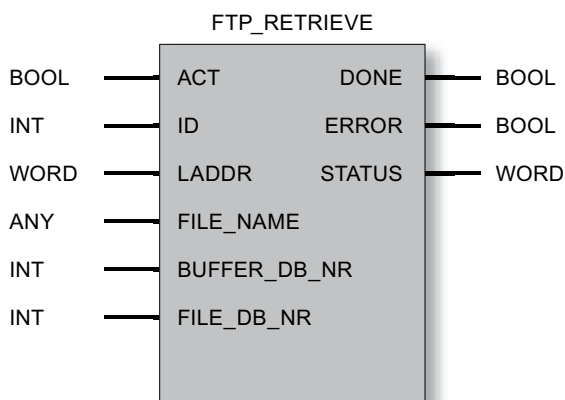 FTP_RETRIEVE
BOOL ACT DONE BOOL
INT ID ERROR BOOL
WORD LADDR STATUS WORD
ANY FILE_NAME
INT BUFFER_DB_NR
INT FILE_DB_NR